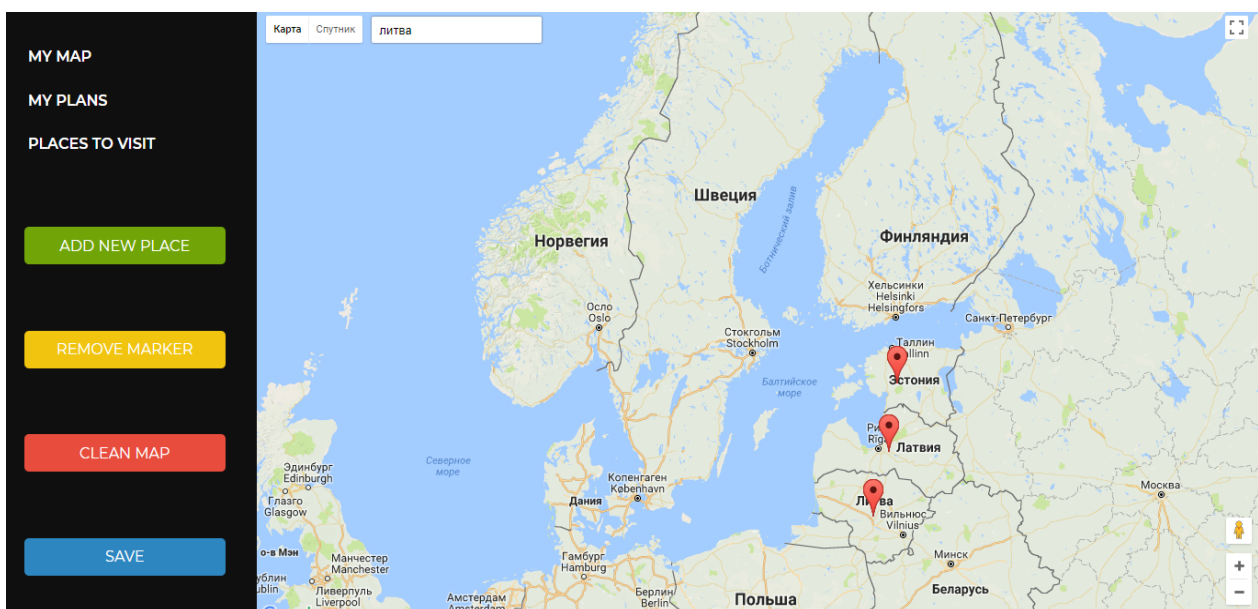 MY MAP
MY PLANS
PLACES TO VISIT
ADD NEW PLACE
REMOVE MARKER
CLEAN MAP
SAVE
Карта Спутник
литва
Швеция
Норвегия
Финляндия
Ботнический залив
Хельсинки
Helsinki
Helsingfors
Осло
Oslo
Санкт-Петербург
Стокгольм
Stockholm
Таллин
Эстония
Балтийское
море
Латвия
Северное
море
Эдинбург
Edinburgh
Глазго
Glasgow
Копенгаген
København
Дания
Москва
Вильнюс
Vilnius
о-в Мэн
Манчестер
Manchester
Ливерпуль
Liverpool
Гамбург
Hamburg
Минск
Беларусь
Амстердам
Amsterdam
Берлин
Berlin
Польша